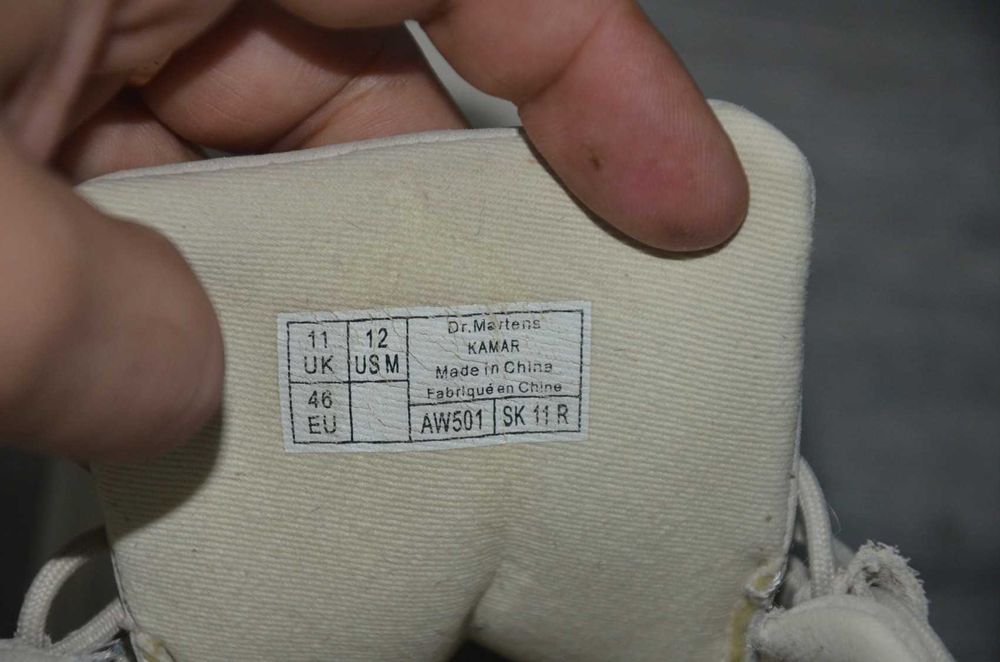 11
UK
12
US M
46
EU
Dr.Martens
KAMAR
Made in China
Fabriqué en Chine
AW501
SK 11 R